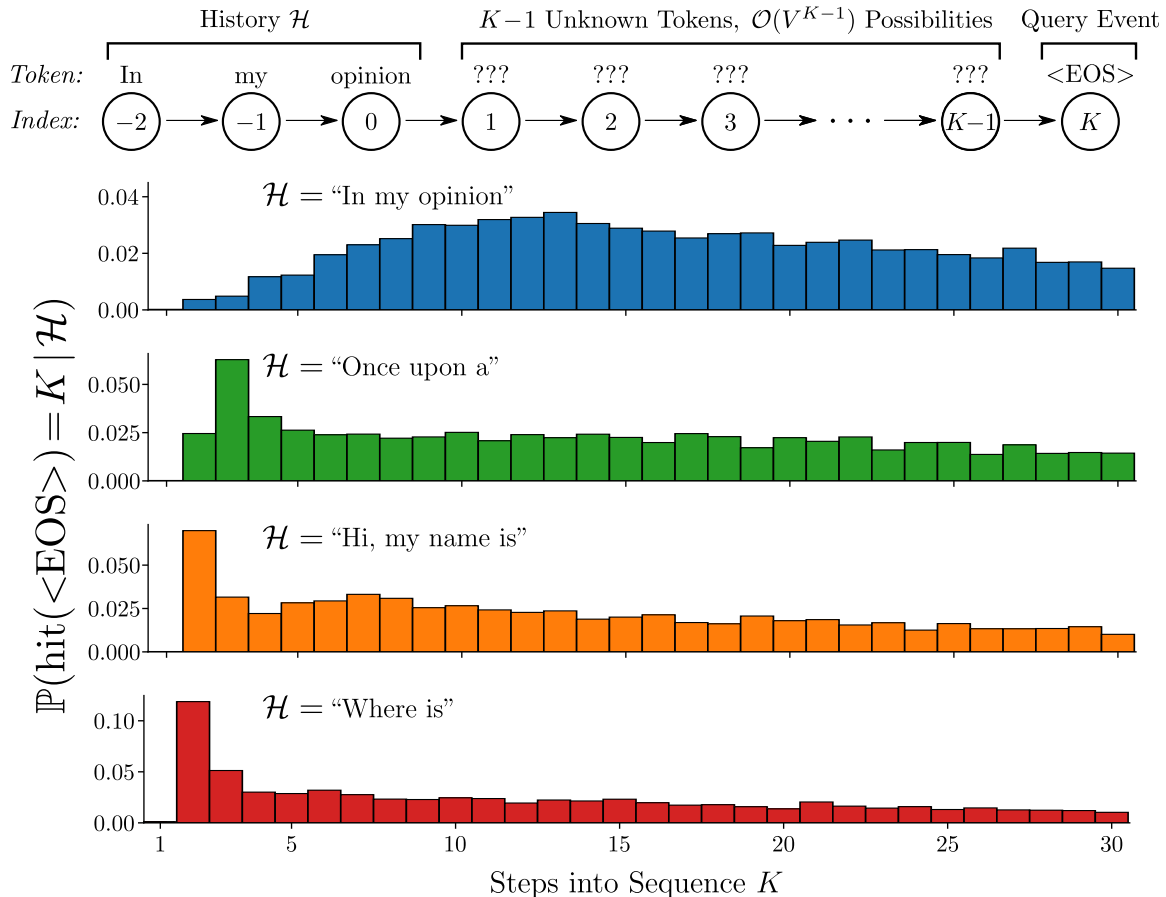 History ℋ
K−1 Unknown Tokens, 𝒪(V^{K−1}) Possibilities
Query Event
Token: In my opinion ??? ??? ??? ??? <EOS>
Index: −2 −1 0 1 2 3 · · · K−1 K
ℙ(hit(<EOS>) = K | ℋ)
ℋ = “In my opinion”
0.04
0.02
0.00
ℋ = “Once upon a”
0.050
0.025
0.000
ℋ = “Hi, my name is”
0.050
0.025
0.000
ℋ = “Where is”
0.10
0.05
0.00
1 5 10 15 20 25 30
Steps into Sequence K